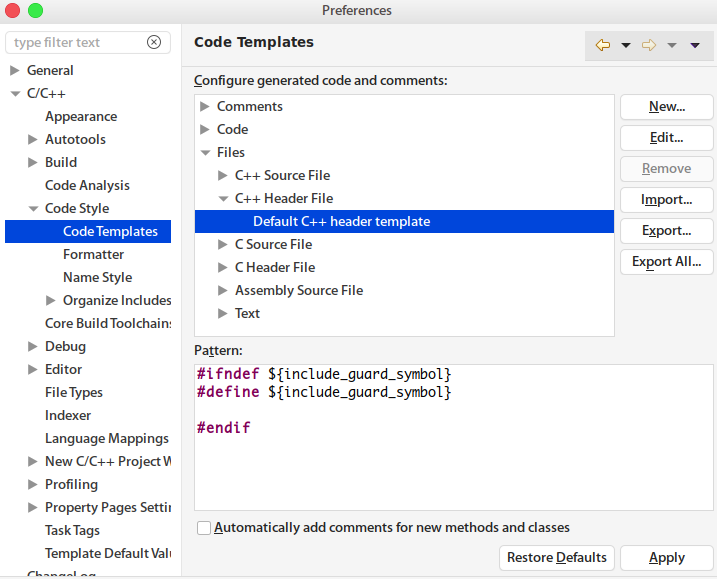 Preferences
type filter text
General
C/C++
Appearance
Autotools
Build
Code Analysis
Code Style
Code Templates
Formatter
Name Style
Organize Includes
Core Build Toolchains
Debug
Editor
File Types
Indexer
Language Mappings
New C/C++ Project W
Profiling
Property Pages Settin
Task Tags
Template Default Valu
ChangeLog
Code Templates
Configure generated code and comments:
Comments
Code
Files
C++ Source File
C++ Header File
Default C++ header template
C Source File
C Header File
Assembly Source File
Text
New...
Edit...
Remove
Import...
Export...
Export All...
Pattern:
#ifndef ${include_guard_symbol}
#define ${include_guard_symbol}
#endif
Automatically add comments for new methods and classes
Restore Defaults
Apply